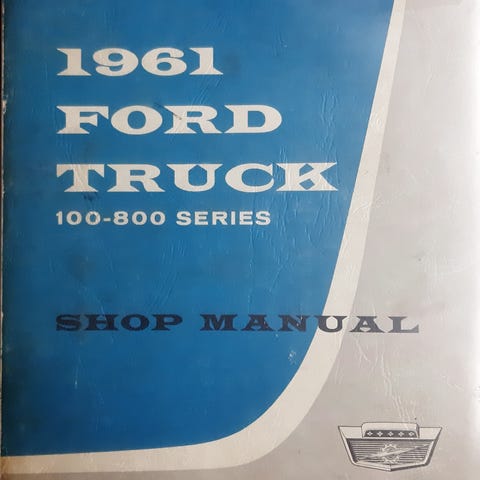 1961
FORD
TRUCK
100-800 SERIES
SHOP MANUAL